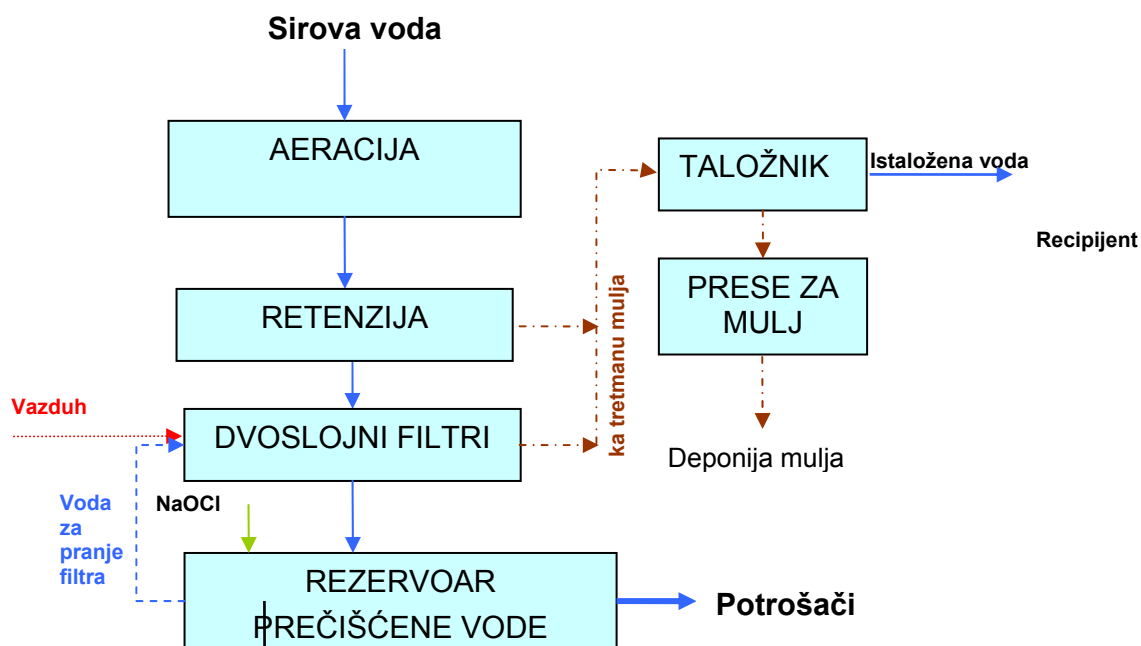 Sirova voda
AERACIJA
TALOŽNIK
Istaložena voda
Recipijent
RETENZIJA
PRESE ZA
MULJ
ka tretmanu mulja
Vazduh
DVOSLOJNI FILTRI
Deponija mulja
Voda
za
pranje
filtra
NaOCl
REZERVOAR
PREČIŠĆENE VODE
Potrošači